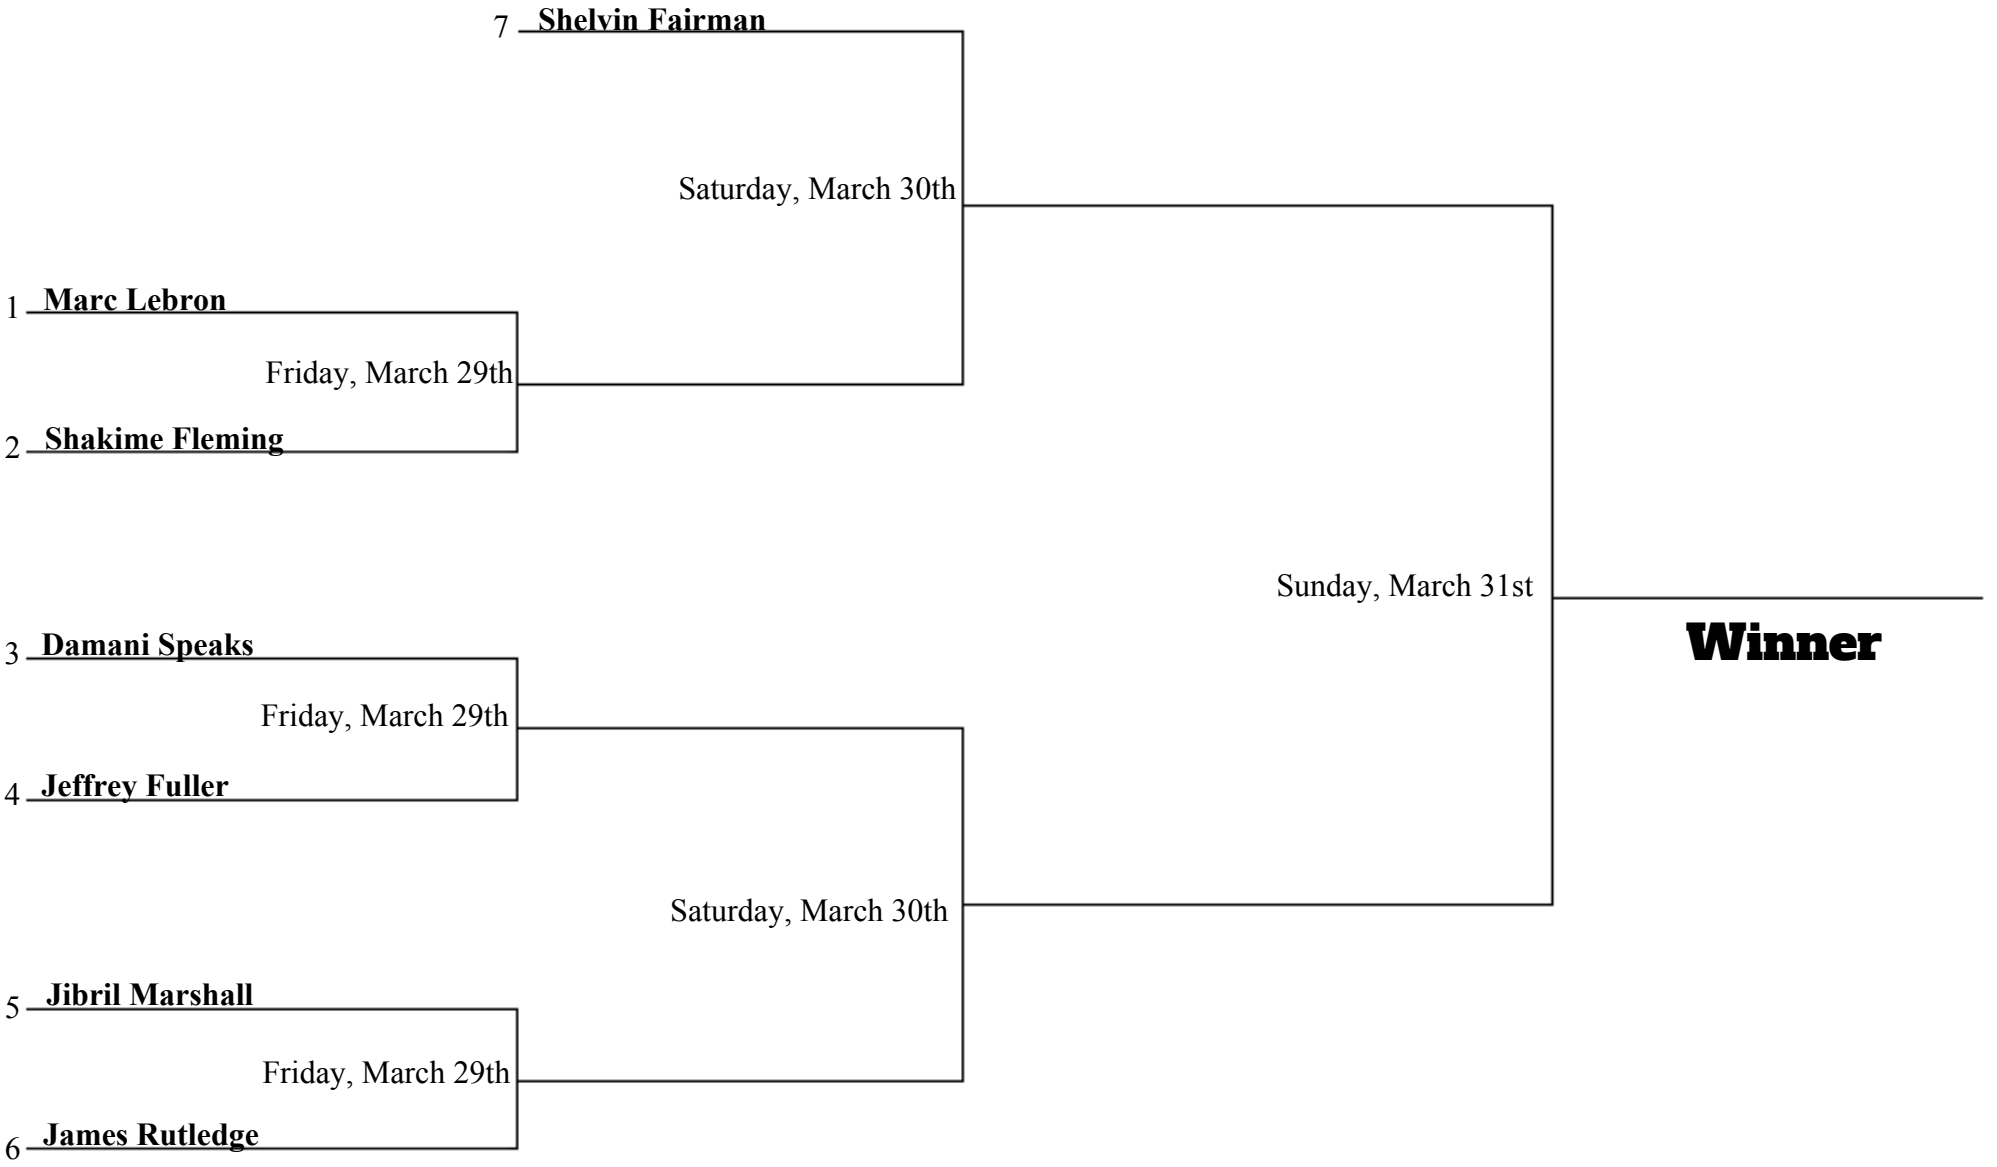 7 Shelvin Fairman
Saturday, March 30th
1 Marc Lebron
Friday, March 29th
2 Shakime Fleming
Sunday, March 31st
Winner
3 Damani Speaks
Friday, March 29th
4 Jeffrey Fuller
Saturday, March 30th
5 Jibril Marshall
Friday, March 29th
6 James Rutledge